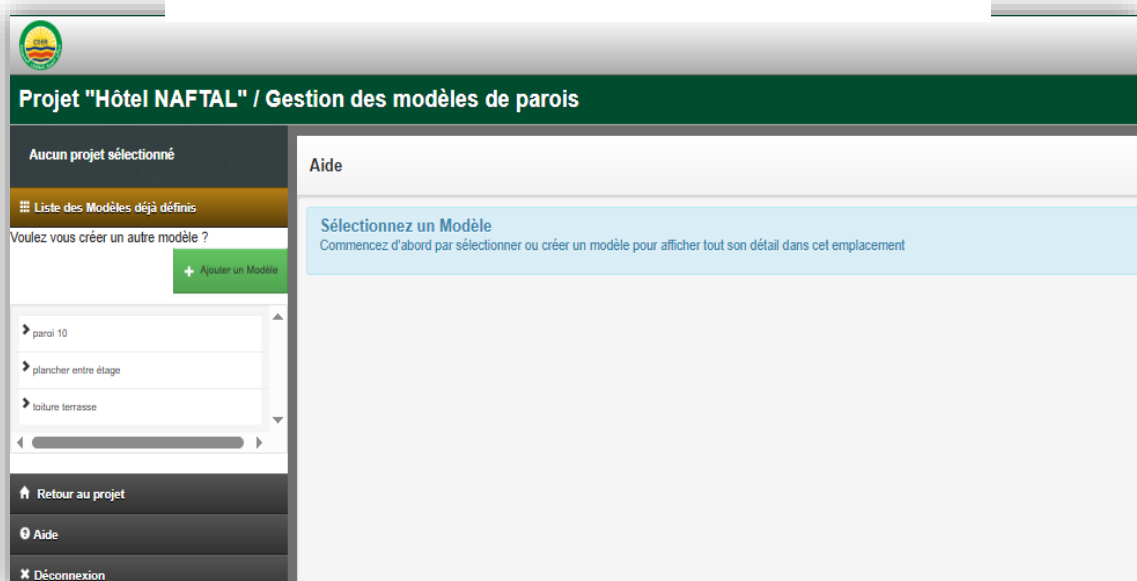 CDER
Projet "Hôtel NAFTAL" / Gestion des modèles de parois
Aucun projet sélectionné
Liste des Modèles déjà définis
Voulez vous créer un autre modèle ?
Ajouter un Modèle
paroi 10
plancher entre étage
toiture terrasse
Retour au projet
Aide
Déconnexion
Aide
Sélectionnez un Modèle
Commencez d'abord par sélectionner ou créer un modèle pour afficher tout son détail dans cet emplacement